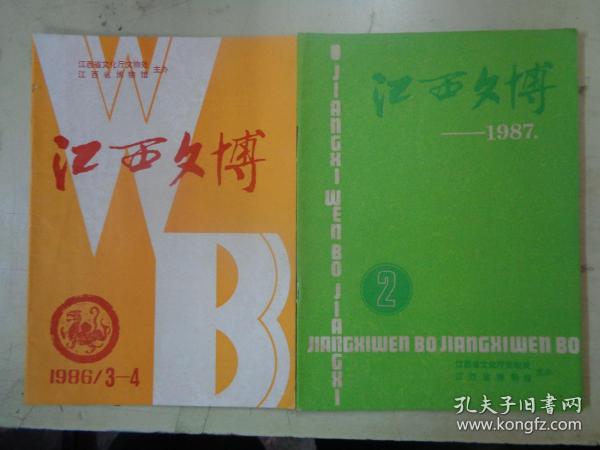 江西省文化厅文物处
江西省博物馆 主办
W
江西文博
B
1986/3—4
JIANGXI WEN BO JIANGXI
江西文博
——1987.
2
JIANGXIWEN BO JIANGXIWEN BO
江西省文化厅文物处
江西省博物馆 主办
孔夫子旧书网
www.kongfz.com